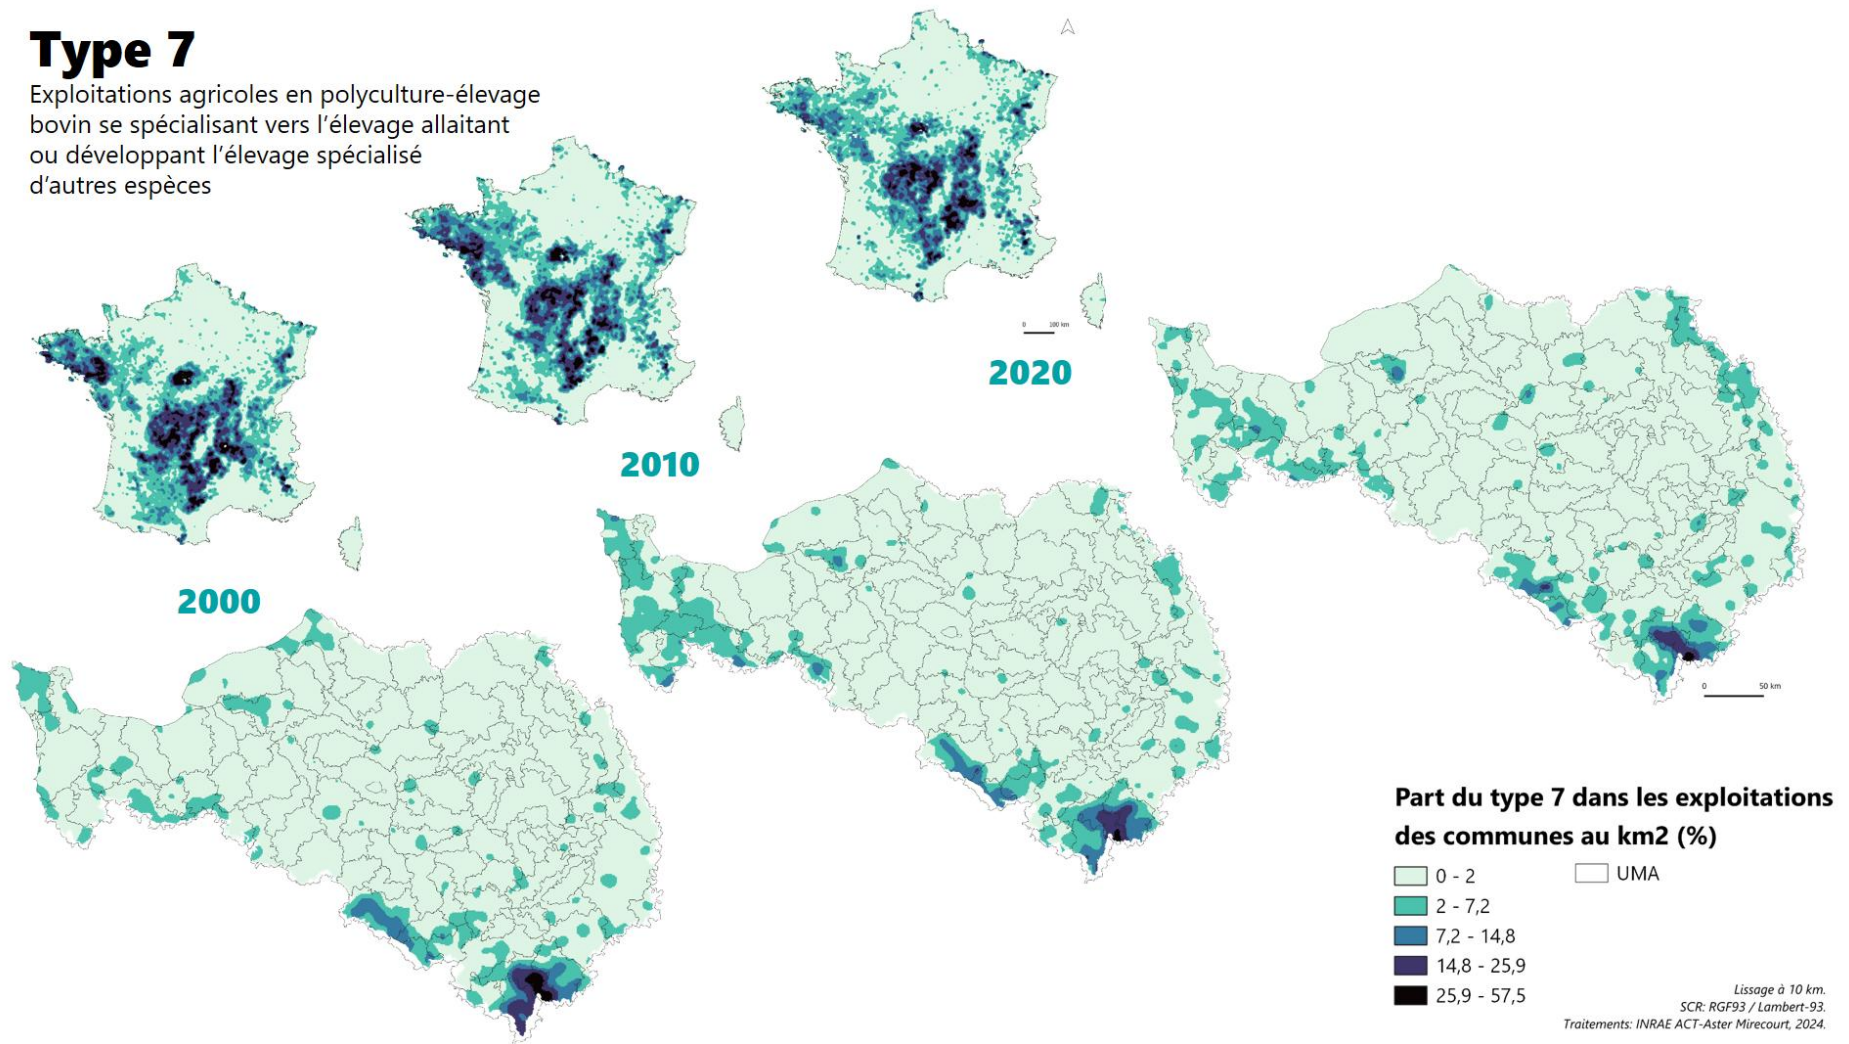 Type 7
Exploitations agricoles en polyculture-élevage
bovin se spécialisant vers l'élevage allaitant
ou développant l'élevage spécialisé
d'autres espèces
0 100 km
2020
2010
2000
0 50 km
Part du type 7 dans les exploitations
des communes au km2 (%)
0 - 2
UMA
2 - 7,2
7,2 - 14,8
14,8 - 25,9
25,9 - 57,5
Lissage à 10 km.
SCR: RGF93 / Lambert-93.
Traitements: INRAE ACT-Aster Mirecourt, 2024.